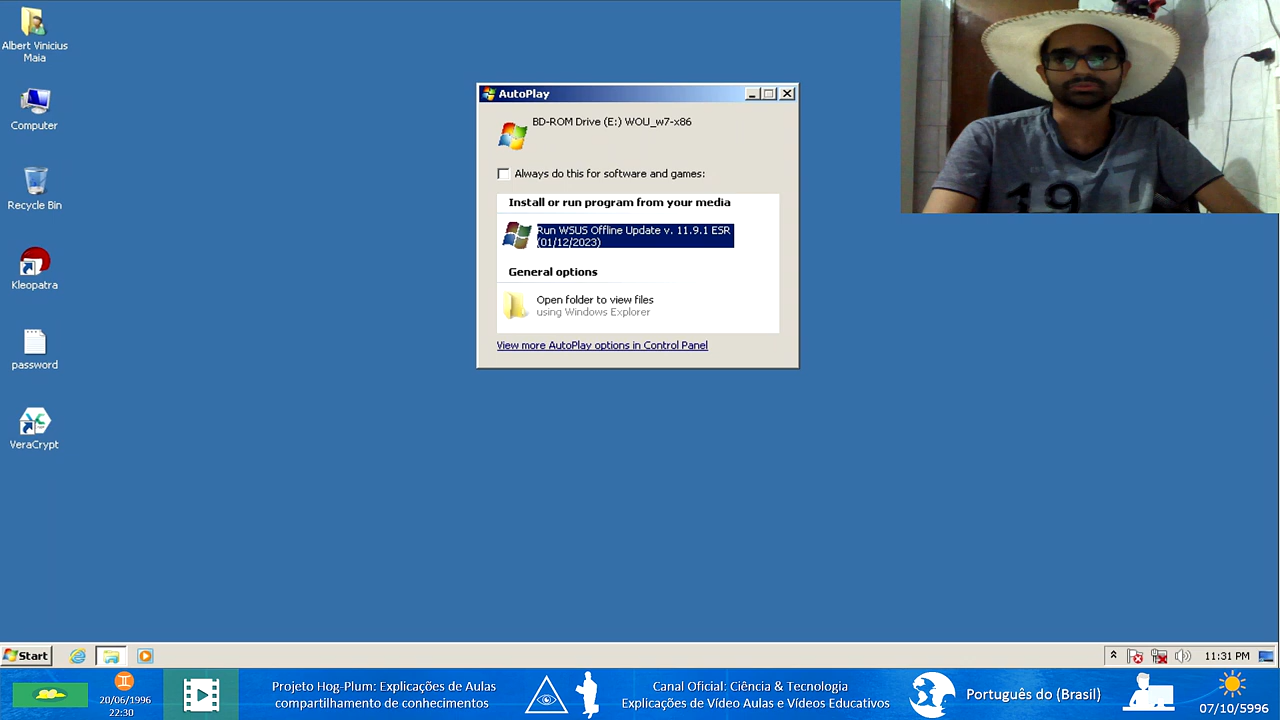 Albert Vinicius
Maia
Computer
Recycle Bin
Kleopatra
password
VeraCrypt
AutoPlay
BD-ROM Drive (E:) WOU_w7-x86
Always do this for software and games:
Install or run program from your media
Run WSUS Offline Update v. 11.9.1 ESR
(01/12/2023)
General options
Open folder to view files
using Windows Explorer
View more AutoPlay options in Control Panel
19
Start
11:31 PM
20/06/1996
22:30
Projeto Hog-Plum: Explicações de Aulas
compartilhamento de conhecimentos
Canal Oficial: Ciência & Tecnologia
Explicações de Vídeo Aulas e Vídeos Educativos
Português do (Brasil)
07/10/5996